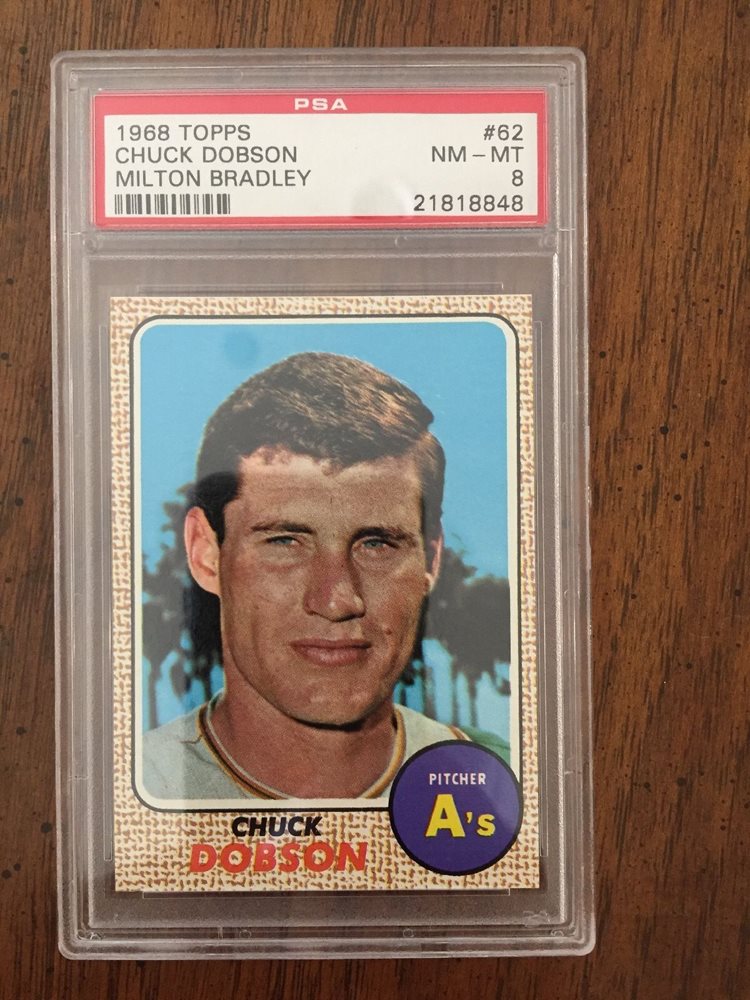 PSA
1968 TOPPS #62
CHUCK DOBSON NM – MT
MILTON BRADLEY 8
21818848
PITCHER
A's
CHUCK
DOBSON